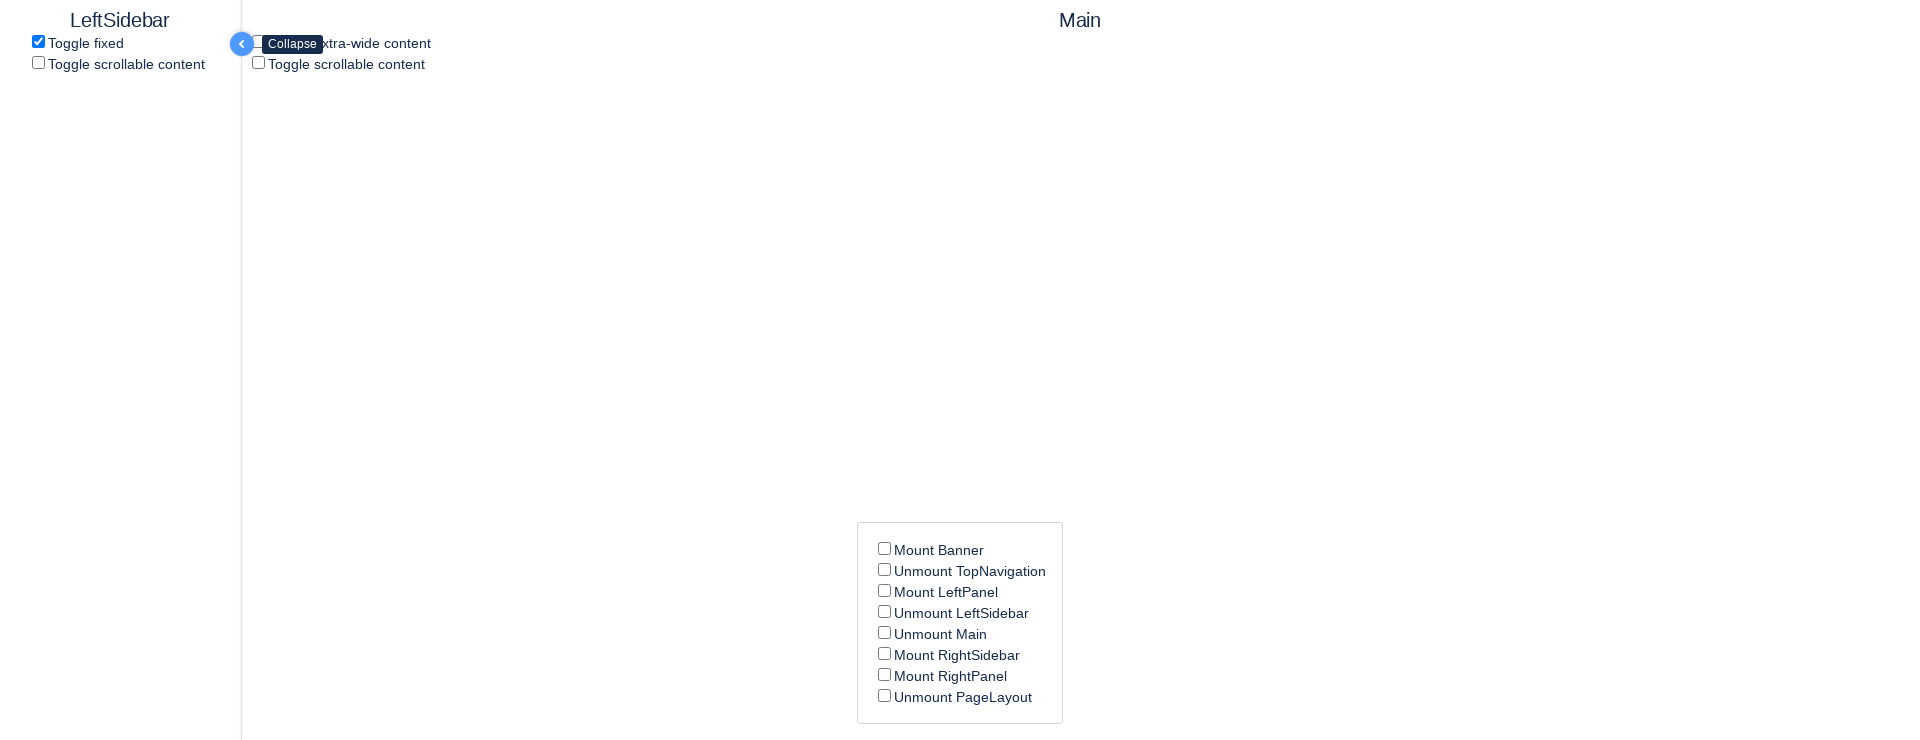 LeftSidebar
Toggle fixed
Toggle scrollable content
Main
Collapse
xtra-wide content
Toggle scrollable content
Mount Banner
Unmount TopNavigation
Mount LeftPanel
Unmount LeftSidebar
Unmount Main
Mount RightSidebar
Mount RightPanel
Unmount PageLayout